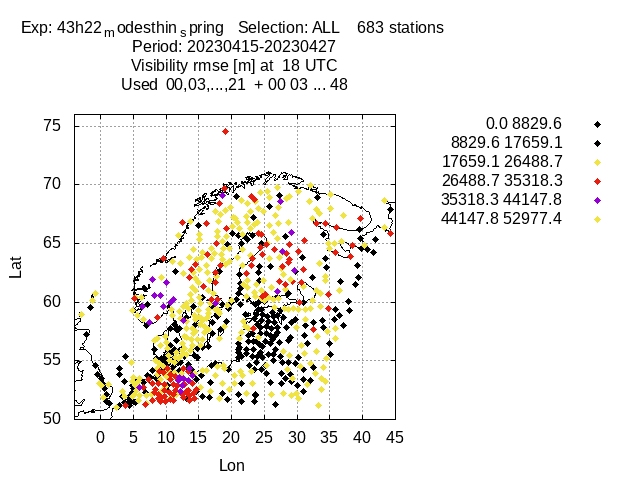 Exp: 43h22modesthinspring Selection: ALL 683 stations
Period: 20230415-20230427
Visibility rmse [m] at 18 UTC
Used 00,03,...,21 + 00 03 ... 48
0.0 8829.6
8829.6 17659.1
17659.1 26488.7
26488.7 35318.3
35318.3 44147.8
44147.8 52977.4
75
70
65
60
55
50
Lat
0 5 10 15 20 25 30 35 40 45
Lon